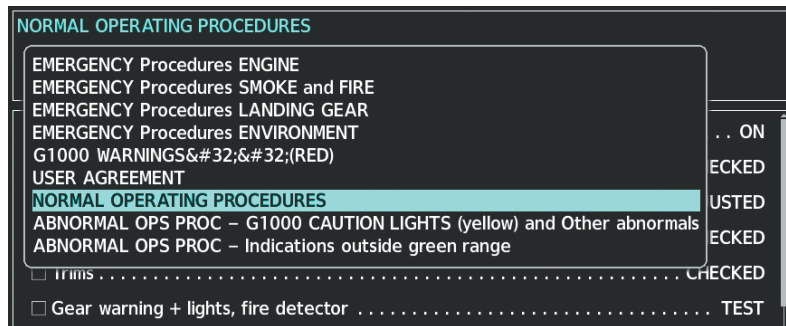 NORMAL OPERATING PROCEDURES
EMERGENCY Procedures ENGINE
EMERGENCY Procedures SMOKE and FIRE
EMERGENCY Procedures LANDING GEAR
EMERGENCY Procedures ENVIRONMENT
G1000 WARNINGS&#32;&#32;(RED)
USER AGREEMENT
NORMAL OPERATING PROCEDURES
ABNORMAL OPS PROC – G1000 CAUTION LIGHTS (yellow) and Other abnormals
ABNORMAL OPS PROC – Indications outside green range
. . ON
ECKED
USTED
ECKED
Trims . . . . . . . . . . . . . . . . . . . . . . . . . . . . . . . . . . . . . . . . . . . . . . . . . . . . . . CHECKED
Gear warning + lights, fire detector . . . . . . . . . . . . . . . . . . . . . . . . . . . . . . . . . TEST